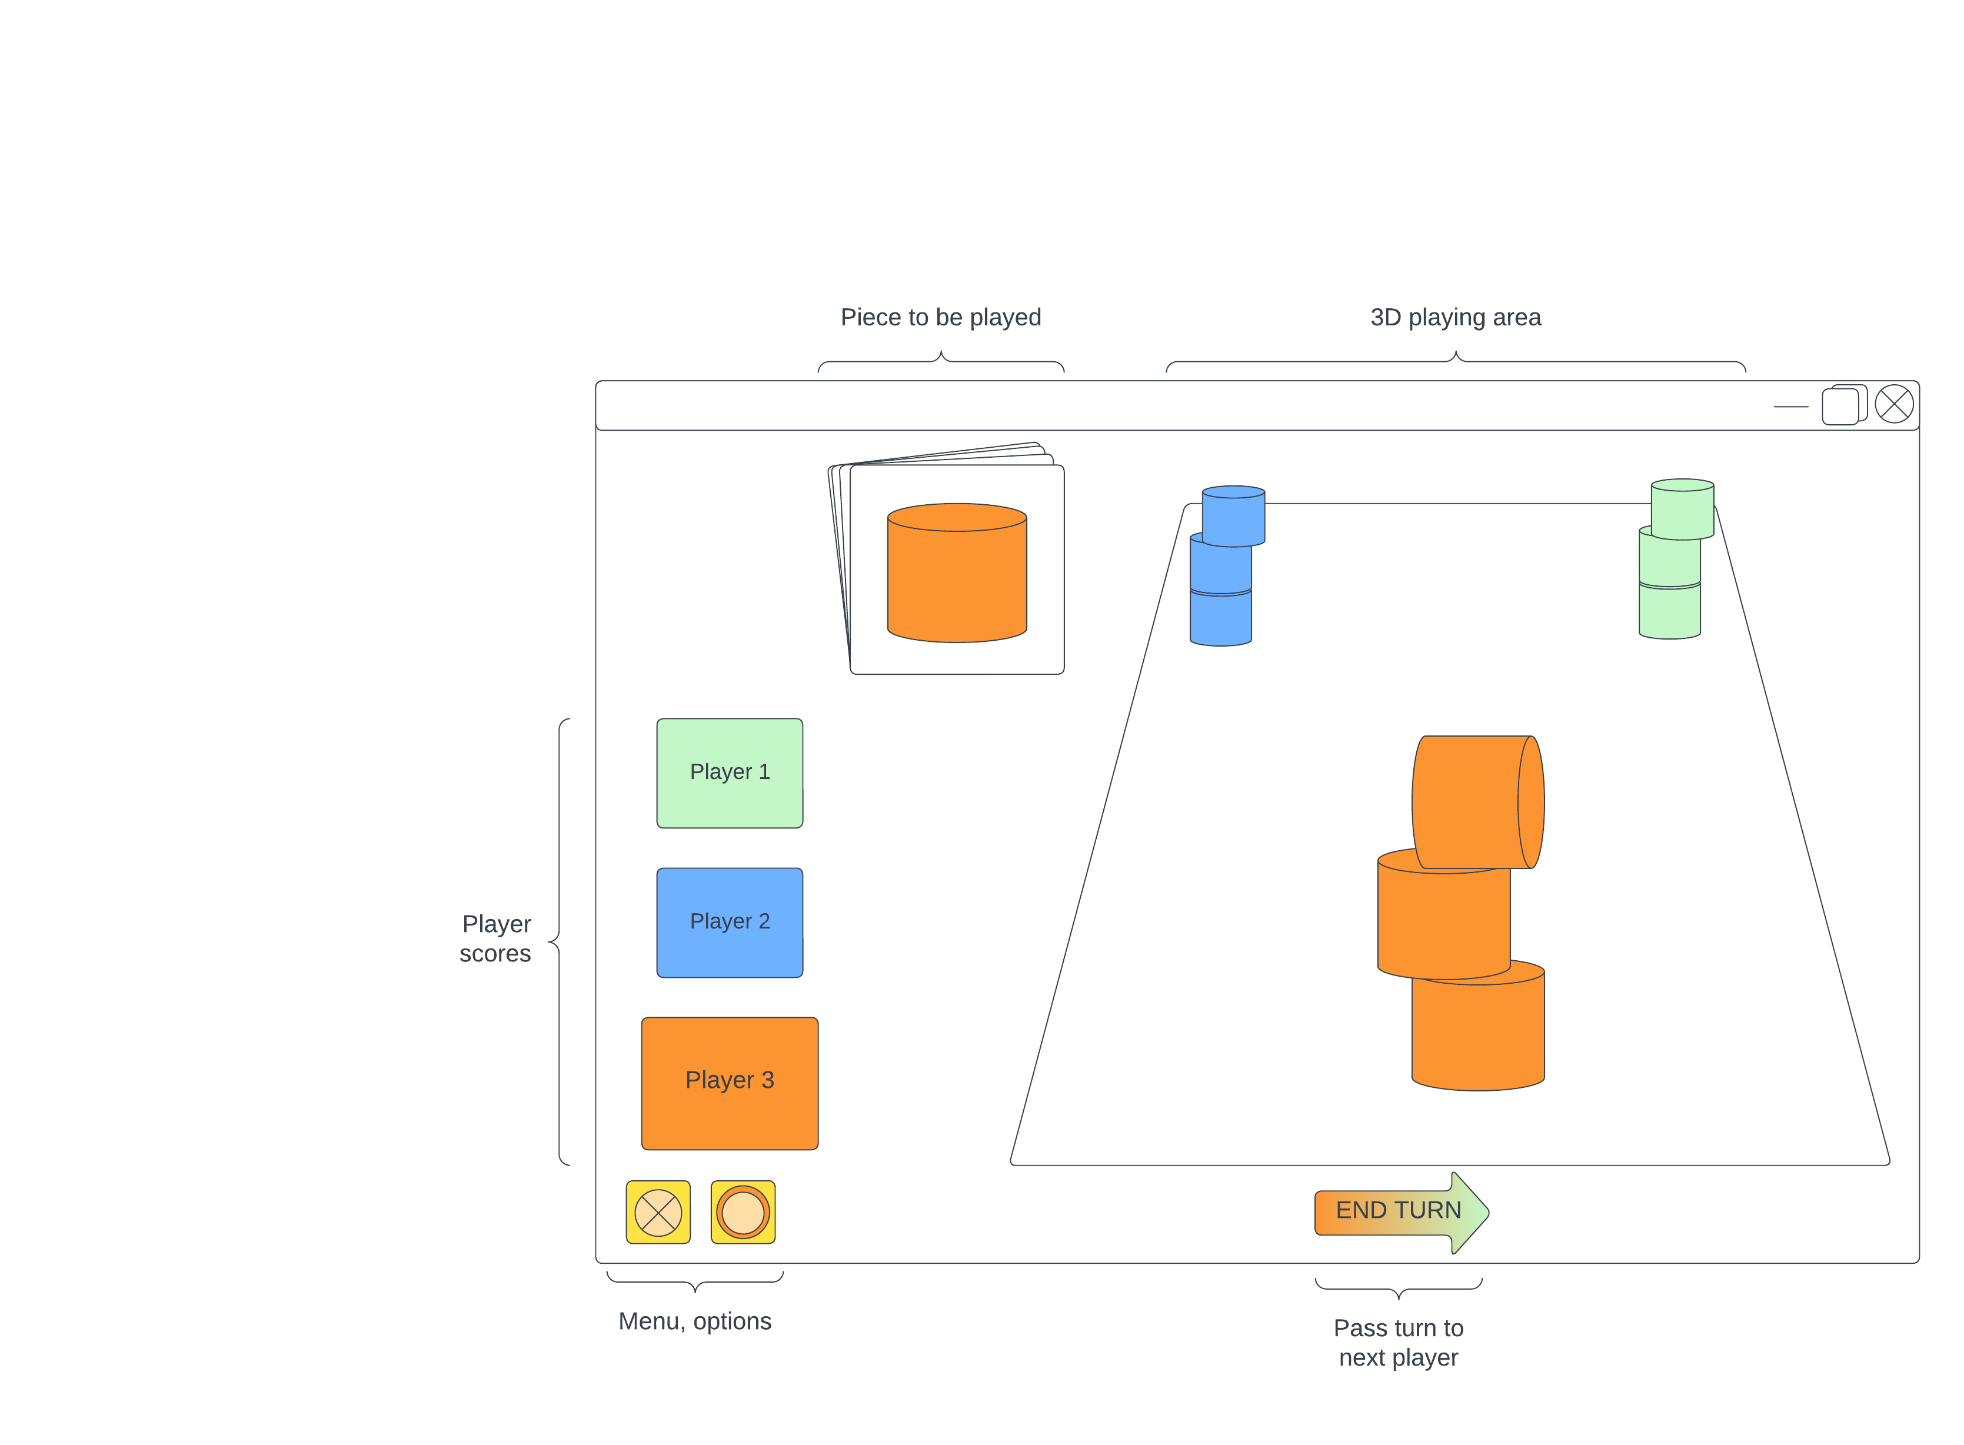 Piece to be played
3D playing area
Player 1
Player 2
Player
scores
Player 3
END TURN
Menu, options
Pass turn to
next player